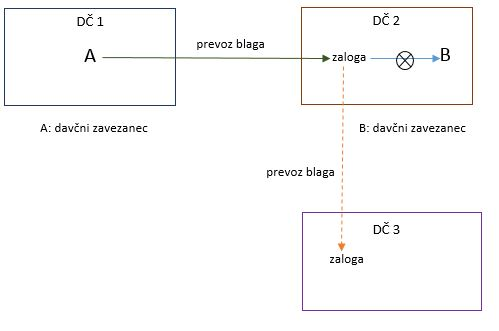 DČ 1
DČ 2
A
prevoz blaga
zaloga
B
A: davčni zavezanec
B: davčni zavezanec
prevoz blaga
DČ 3
zaloga